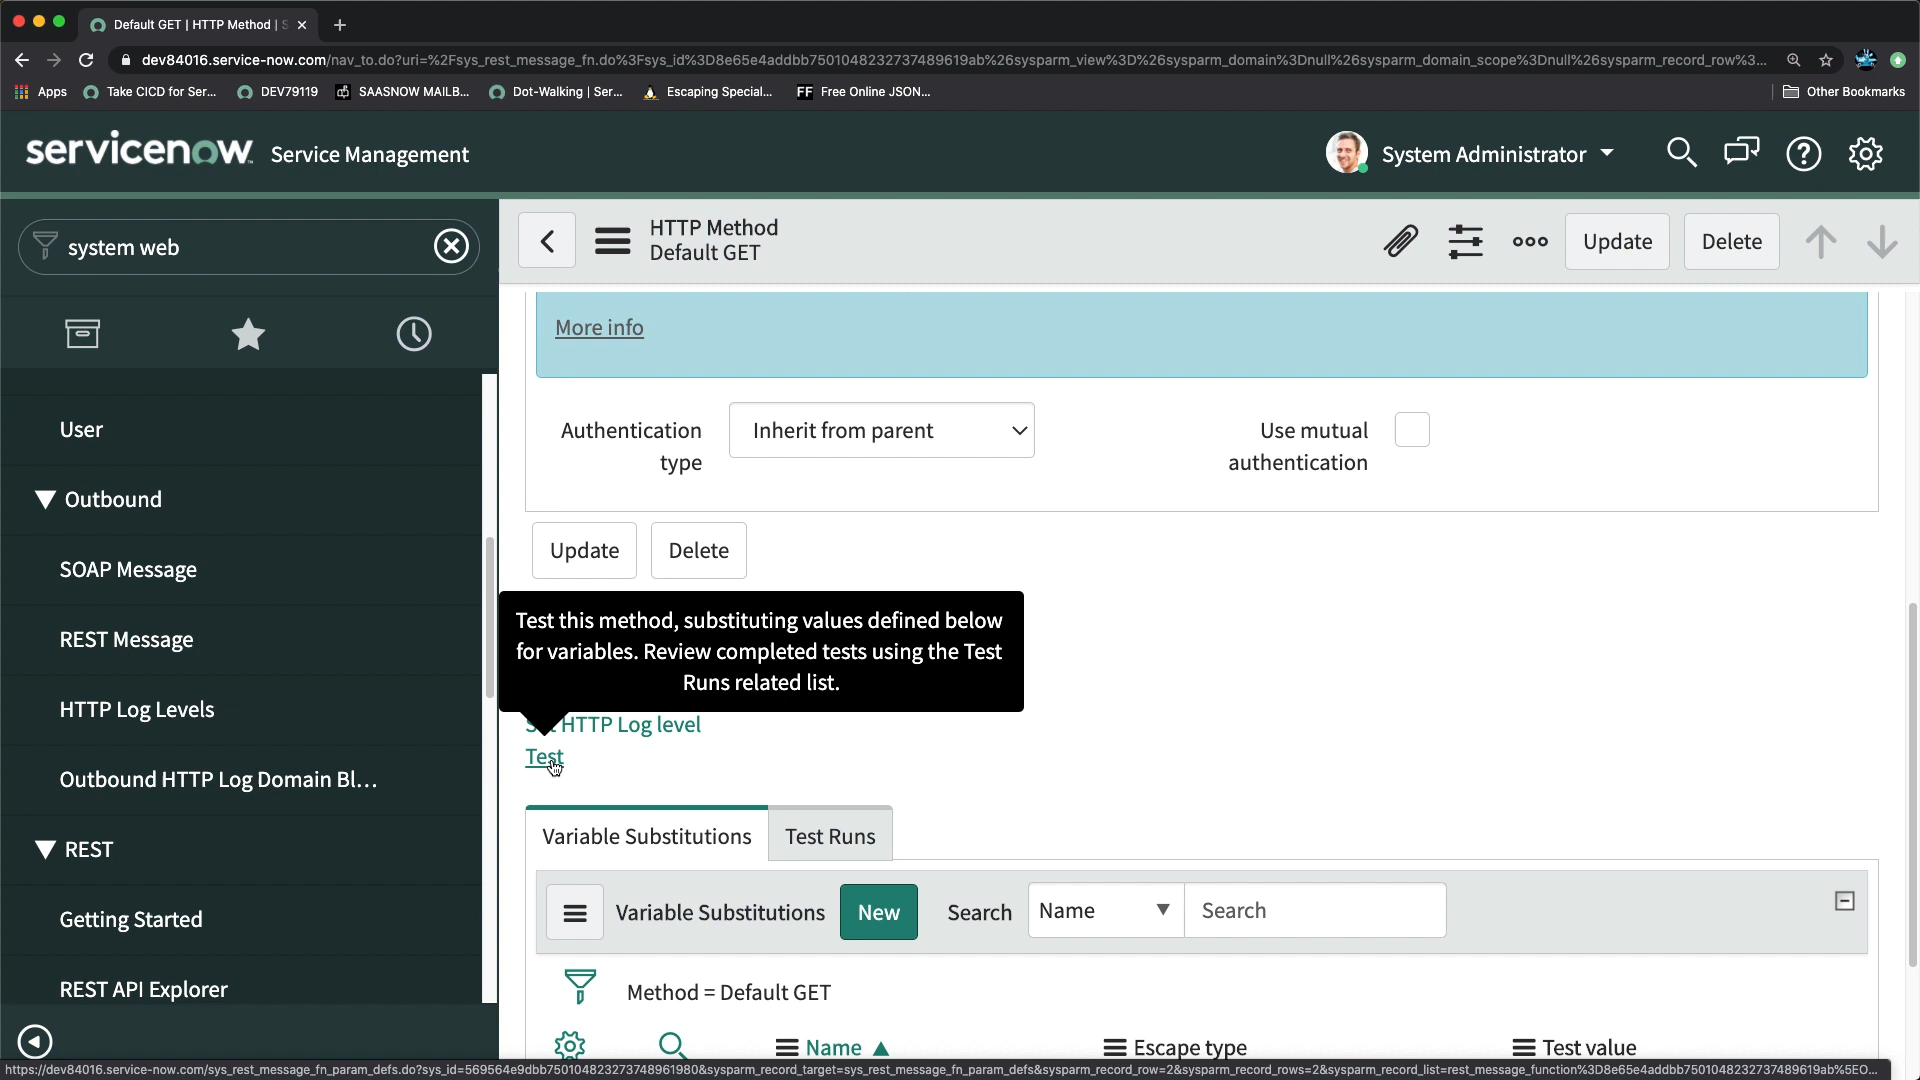 Default GET | HTTP Method | S
dev84016.service-now.com/nav_to.do?uri=%2Fsys_rest_message_fn.do%3Fsys_id%3D8e65e4addbb75010482327374896​19ab%26sysparm_view%3D%26sysparm_domain%3Dnull%26sysparm_domain_scope%3Dnull%26sysparm_record_row%3...
Apps
Take CICD for Ser...
DEV79119
SAASNOW MAILB...
Dot-Walking | Ser...
Escaping Special...
FF
Free Online JSON...
Other Bookmarks
servicenow
Service Management
System Administrator
system web
HTTP Method
Default GET
Update
Delete
More info
User
Authentication
type
Inherit from parent
Use mutual
authentication
Outbound
Update
Delete
SOAP Message
Test this method, substituting values defined below
for variables. Review completed tests using the Test
Runs related list.
REST Message
HTTP Log Levels
HTTP Log level
Test
Outbound HTTP Log Domain Bl...
Variable Substitutions
Test Runs
REST
Variable Substitutions
New
Search
Name
Search
Getting Started
Method = Default GET
REST API Explorer
Name
Escape type
Test value
https://dev84016.service-now.com/sys_rest_message_fn_param_defs.do?sys_id=569564e9dbb750104823273748961980&sysparm_record_target=sys_rest_message_fn_param_defs&sysparm_record_row=2&sysparm_record_rows=2&sysparm_record_list=rest_message_function%3D8e65e4addbb7501048232737489619ab%5EO...